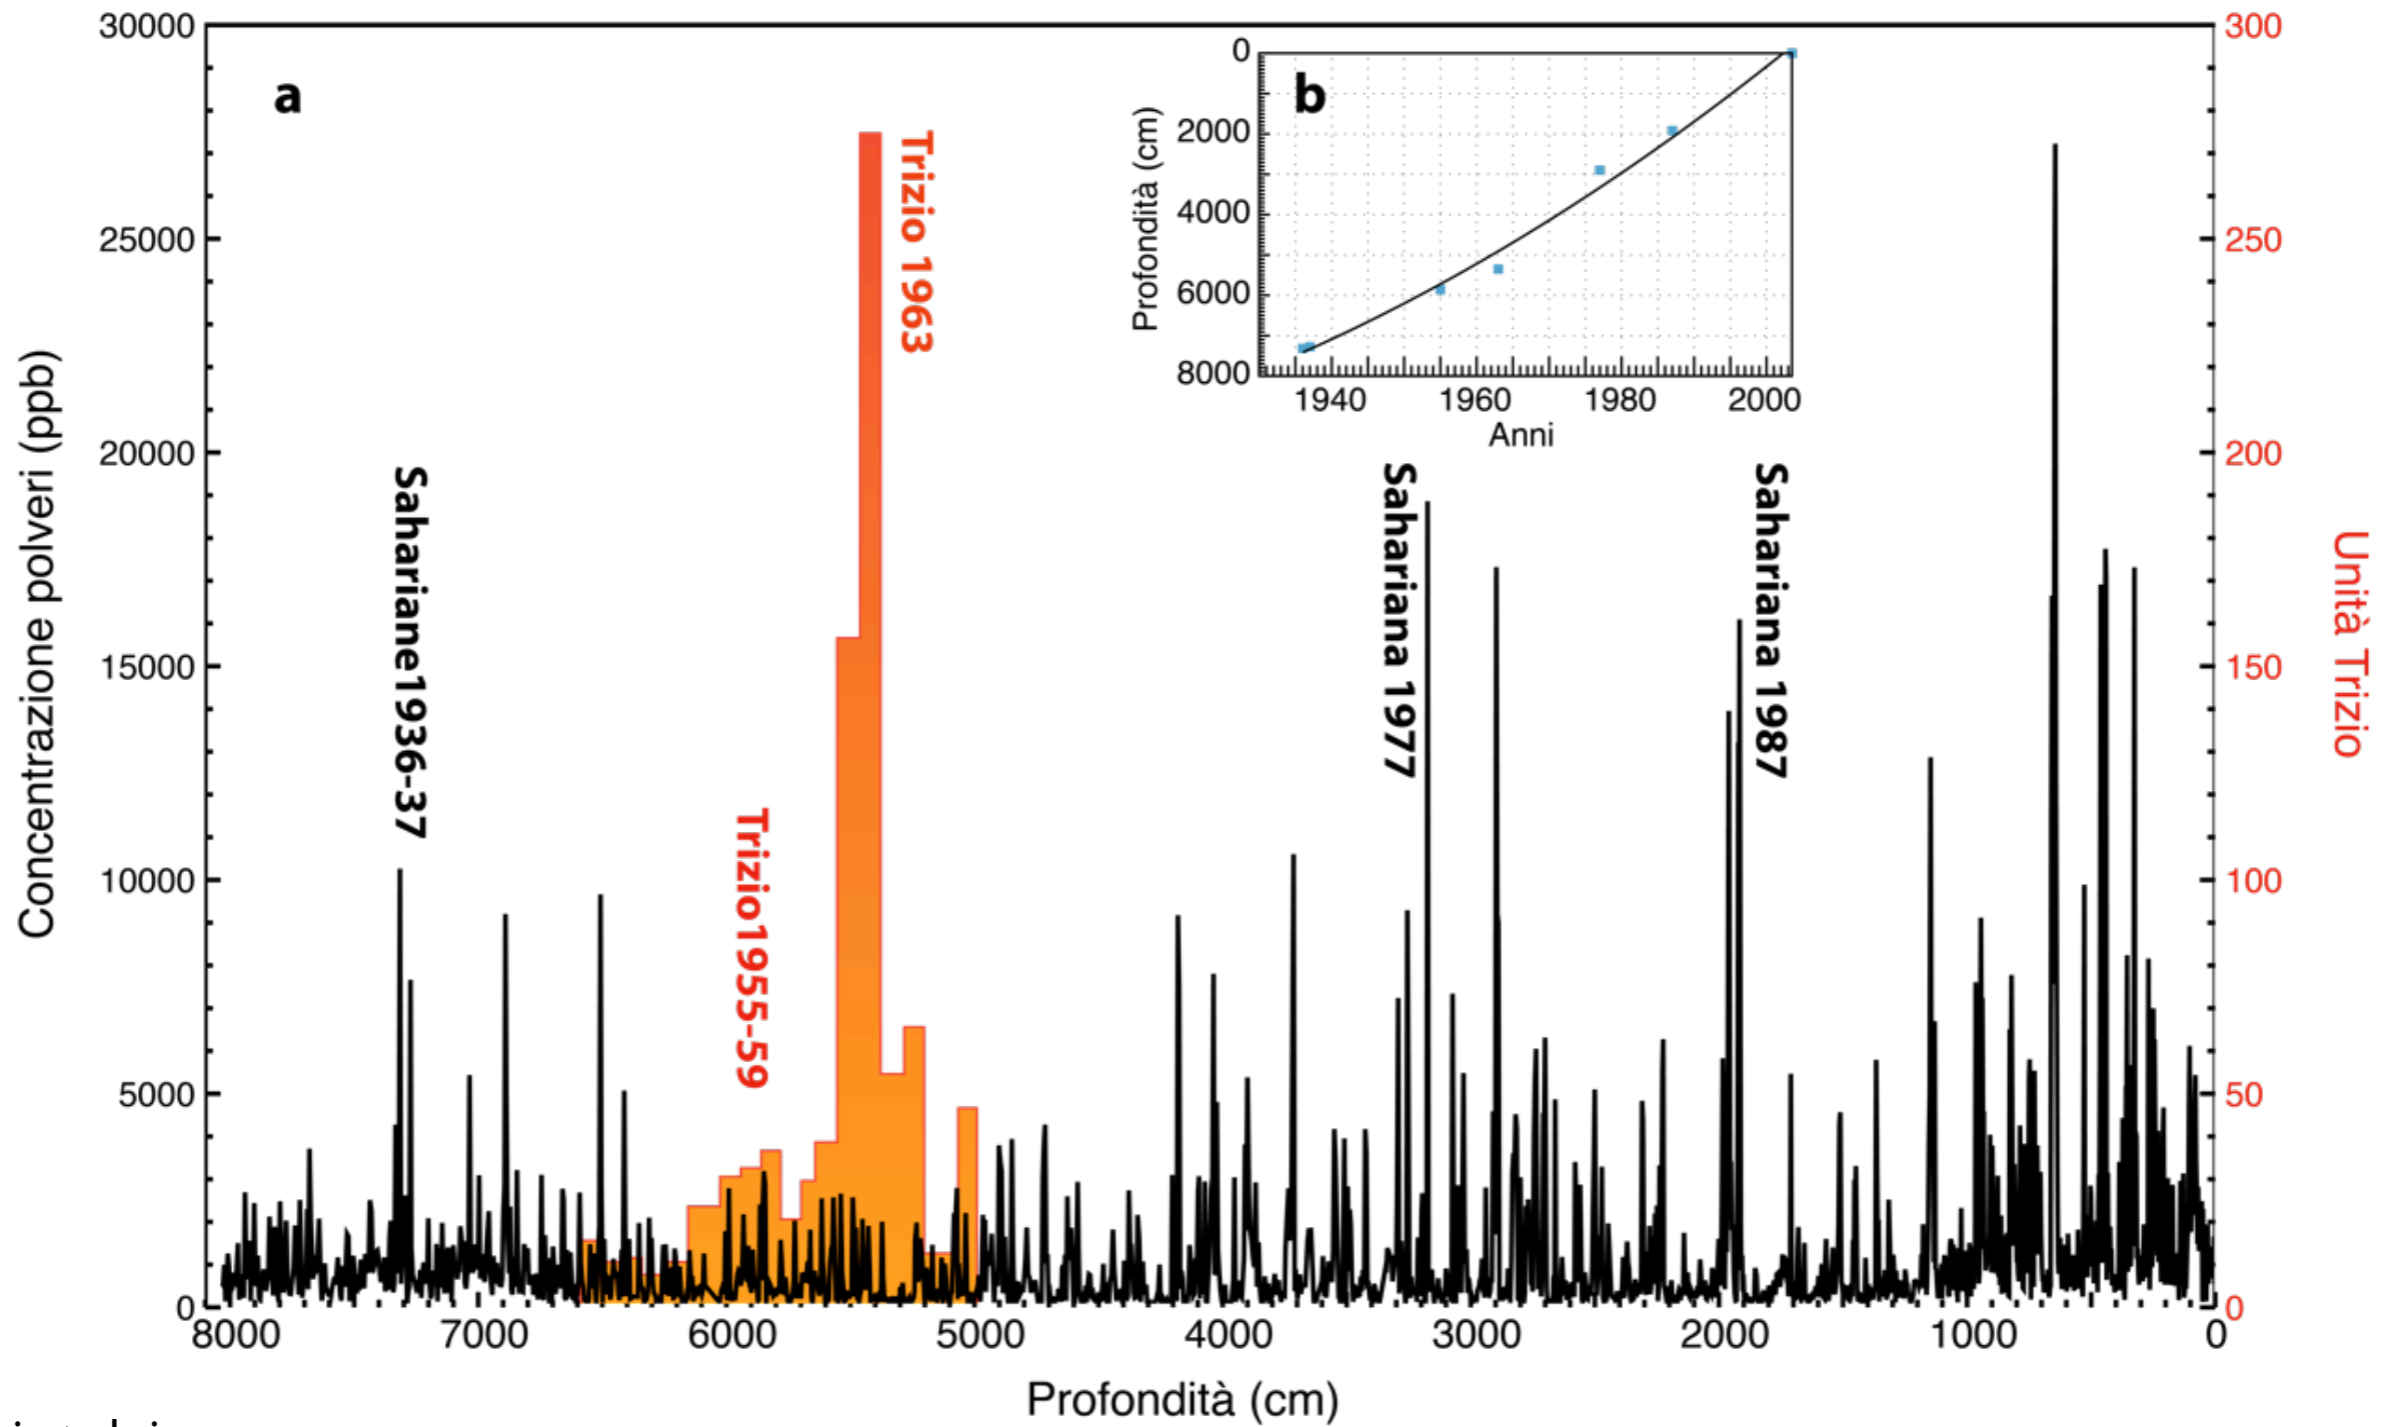 30000
25000
20000
15000
10000
5000
0
Concentrazione polveri (ppb)
a
Trizio 1963
Sahariane1936-37
Trizio1955-59
Sahariana 1977
Sahariana 1987
b
0
2000
4000
6000
8000
Profondità (cm)
1940 1960 1980 2000
Anni
300
250
200
150
100
50
0
Unità Trizio
8000 7000 6000 5000 4000 3000 2000 1000 0
Profondità (cm)